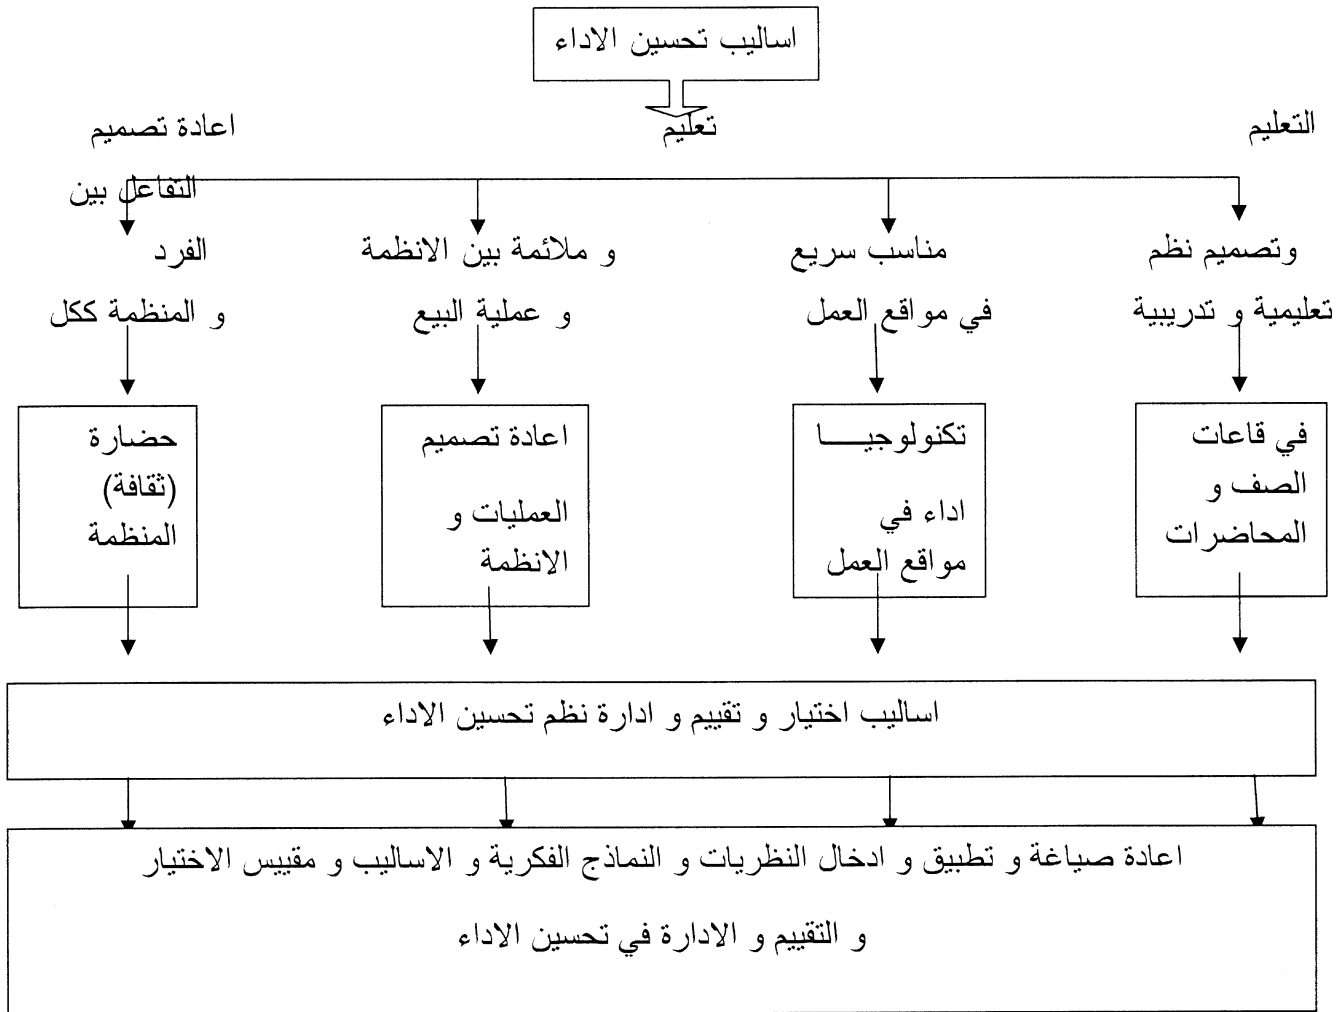 اساليب تحسين الاداء
التعليم
تعليم
اعادة تصميم
التفاعل بين
وتصميم نظم
مناسب سريع
و ملائمة بين الانظمة
الفرد
تعليمية و تدريبية
في مواقع العمل
و عملية البيع
و المنظمة ككل
في قاعات
الصف و
المحاضرات
تكنولوجيـــــا
اداء في
مواقع العمل
اعادة تصميم
العمليات و
الانظمة
حضارة
(ثقافة)
المنظمة
اساليب اختيار و تقييم و ادارة نظم تحسين الاداء
اعادة صياغة و تطبيق و ادخال النظريات و النماذج الفكرية و الاساليب و مقييس الاختيار
و التقييم و الادارة في تحسين الاداء